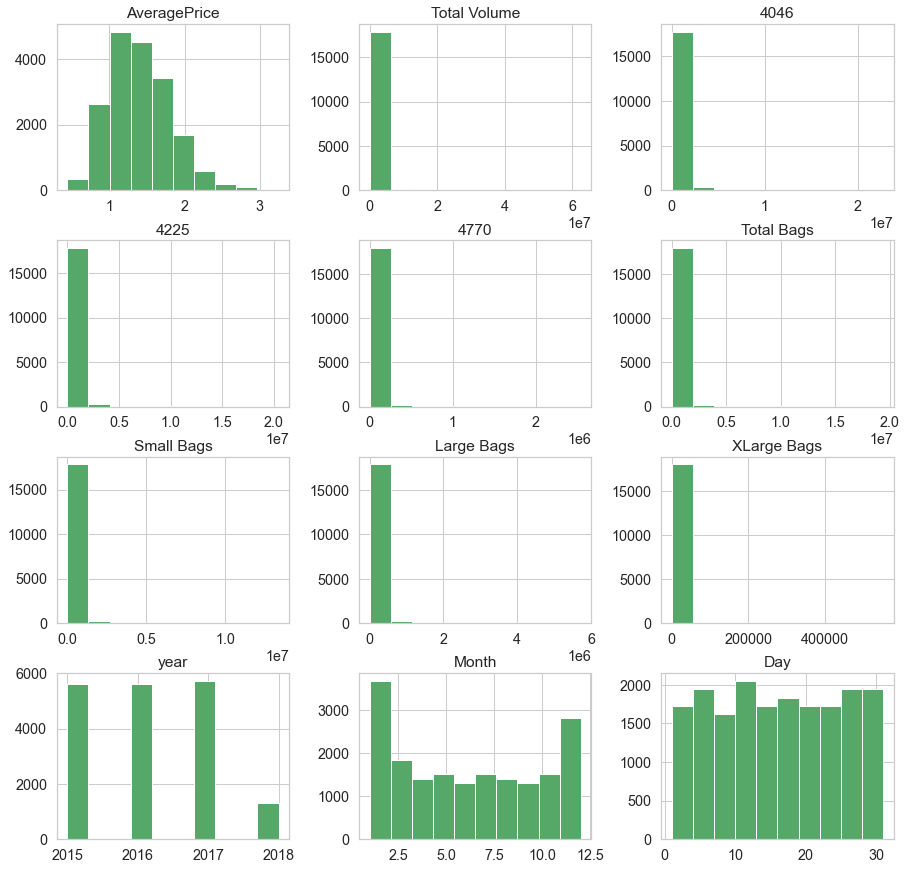 AveragePrice
4000
2000
0
1 2 3
Total Volume
15000
10000
5000
0
0 2 4 6
1e7
4046
15000
10000
5000
0
0 1 2
1e7
4225
15000
10000
5000
0
0.0 0.5 1.0 1.5 2.0
1e7
4770
15000
10000
5000
0
0 1 2
1e6
Total Bags
15000
10000
5000
0
0.0 0.5 1.0 1.5 2.0
1e7
Small Bags
15000
10000
5000
0
0.0 0.5 1.0
1e7
Large Bags
15000
10000
5000
0
0 2 4 6
1e6
XLarge Bags
15000
10000
5000
0
0 200000 400000
year
6000
4000
2000
0
2015 2016 2017 2018
Month
3000
2000
1000
0
2.5 5.0 7.5 10.0 12.5
Day
2000
1500
1000
500
0
0 10 20 30